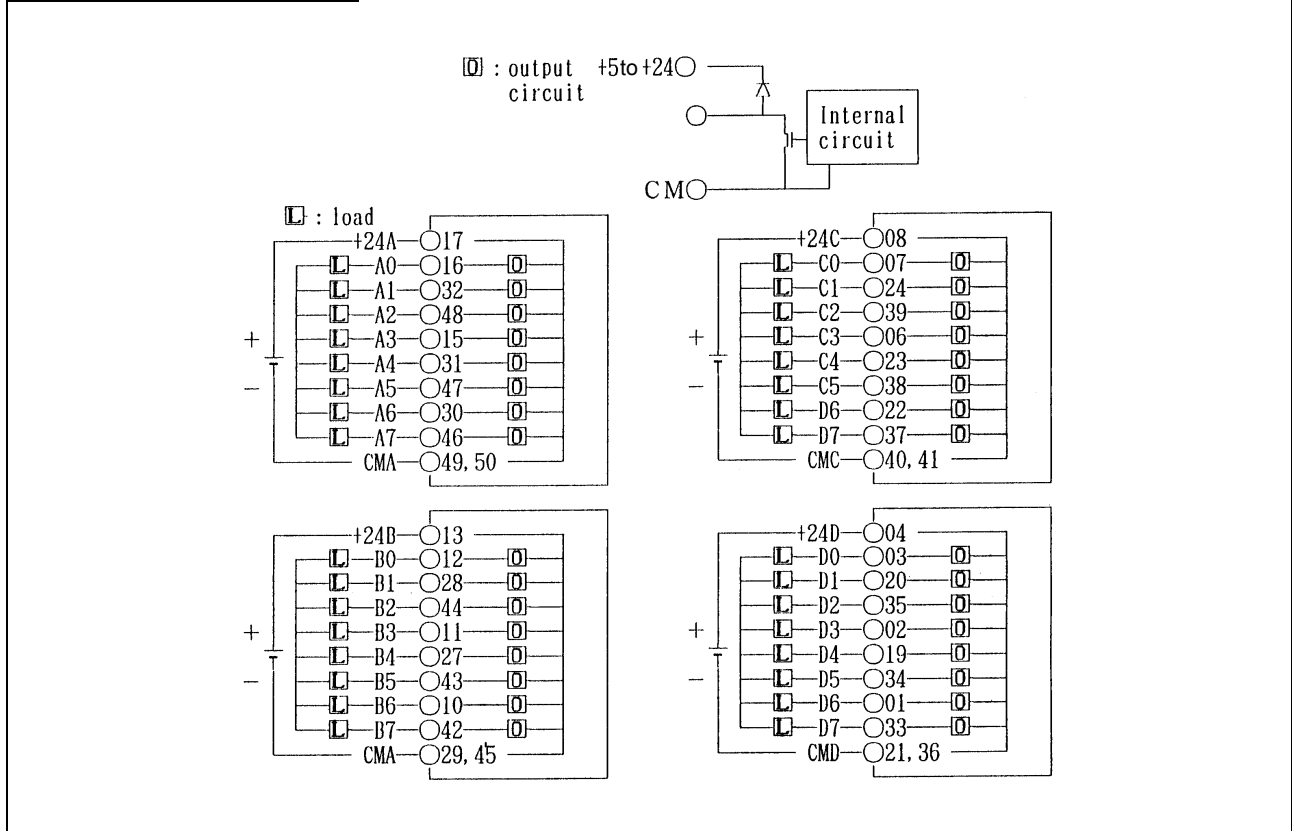 O : output +5to+24
circuit
Internal
circuit
CM
L : load
+24A 17
L A0 16 O
L A1 32 O
L A2 48 O
L A3 15 O
L A4 31 O
L A5 47 O
L A6 30 O
L A7 46 O
CMA 49, 50
+
−
+24C 08
L C0 07 O
L C1 24 O
L C2 39 O
L C3 06 O
L C4 23 O
L C5 38 O
L D6 22 O
L D7 37 O
CMC 40, 41
+
−
+24B 13
L B0 12 O
L B1 28 O
L B2 44 O
L B3 11 O
L B4 27 O
L B5 43 O
L B6 10 O
L B7 42 O
CMA 29, 45
+
−
+24D 04
L D0 03 O
L D1 20 O
L D2 35 O
L D3 02 O
L D4 19 O
L D5 34 O
L D6 01 O
L D7 33 O
CMD 21, 36
+
−